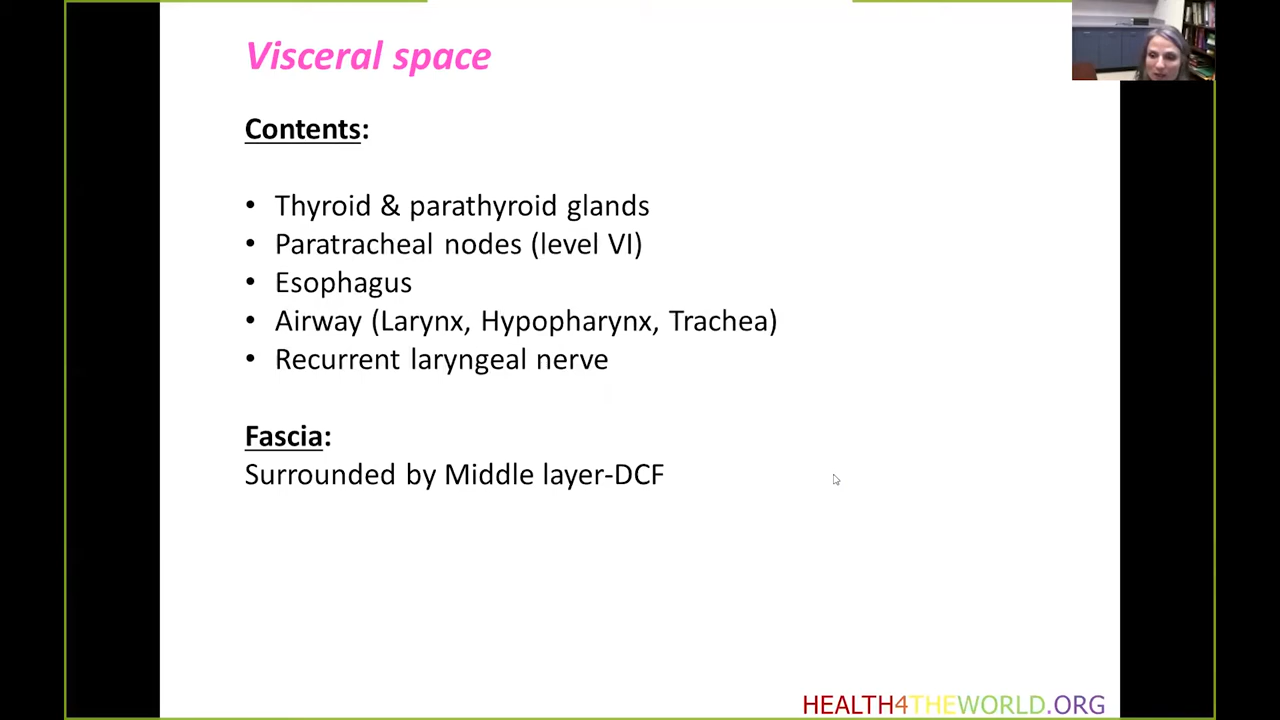 Visceral space
Contents:
• Thyroid & parathyroid glands
• Paratracheal nodes (level VI)
• Esophagus
• Airway (Larynx, Hypopharynx, Trachea)
• Recurrent laryngeal nerve
Fascia:
Surrounded by Middle layer-DCF
HEALTH4THEWORLD.ORG